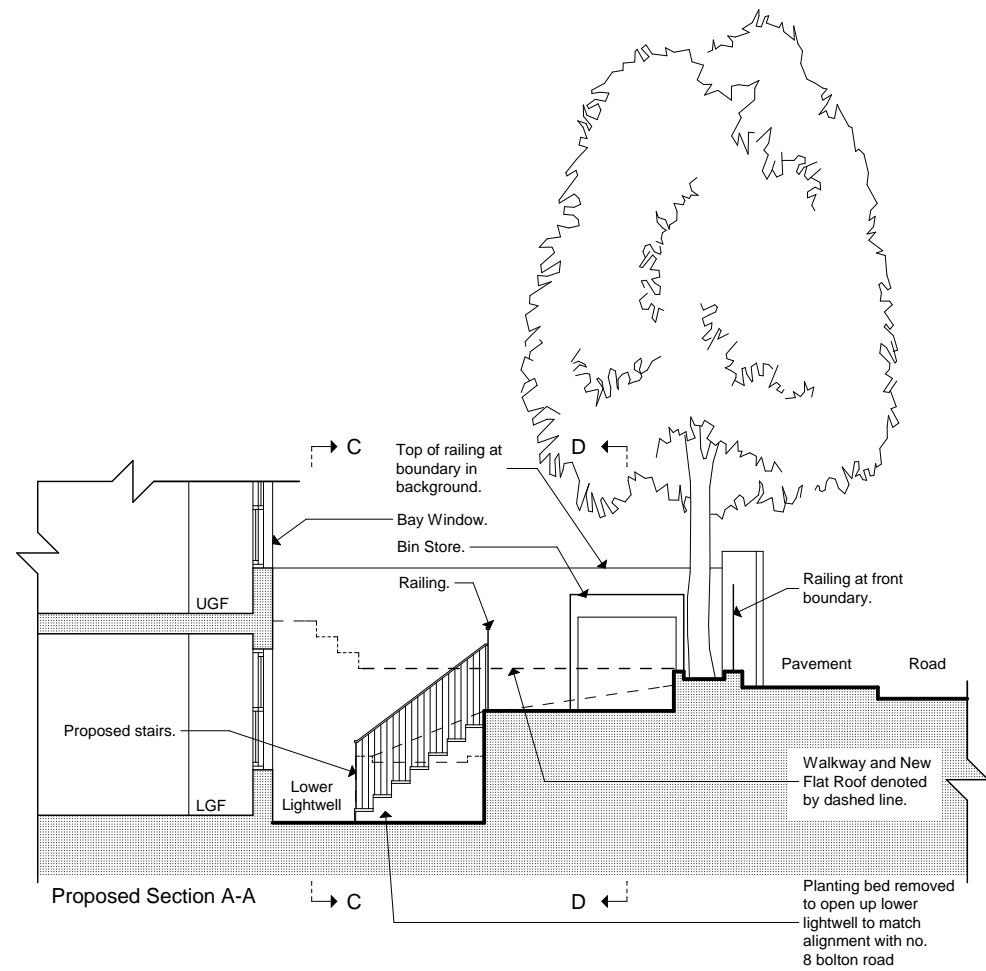 C
D
Top of railing at
boundary in
background.
Bay Window.
Bin Store.
Railing.
Railing at front
boundary.
UGF
Pavement
Road
Proposed stairs.
Lower
Lightwell
LGF
Walkway and New
Flat Roof denoted
by dashed line.
Proposed Section A-A
C
D
Planting bed removed
to open up lower
lightwell to match
alignment with no.
8 bolton road